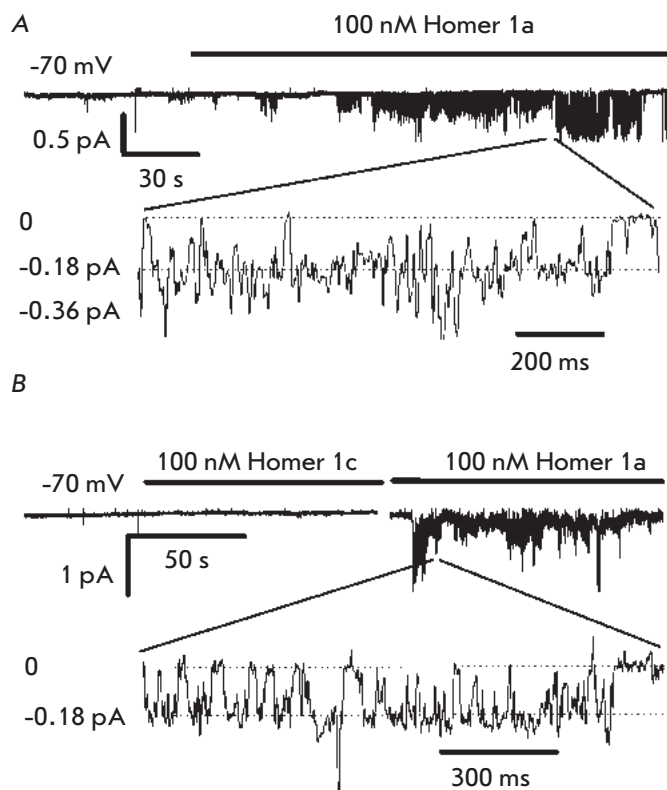 A
100 nM Homer 1a
-70 mV
0.5 pA
30 s
0
-0.18 pA
-0.36 pA
200 ms
B
100 nM Homer 1c
100 nM Homer 1a
-70 mV
50 s
1 pA
0
-0.18 pA
300 ms